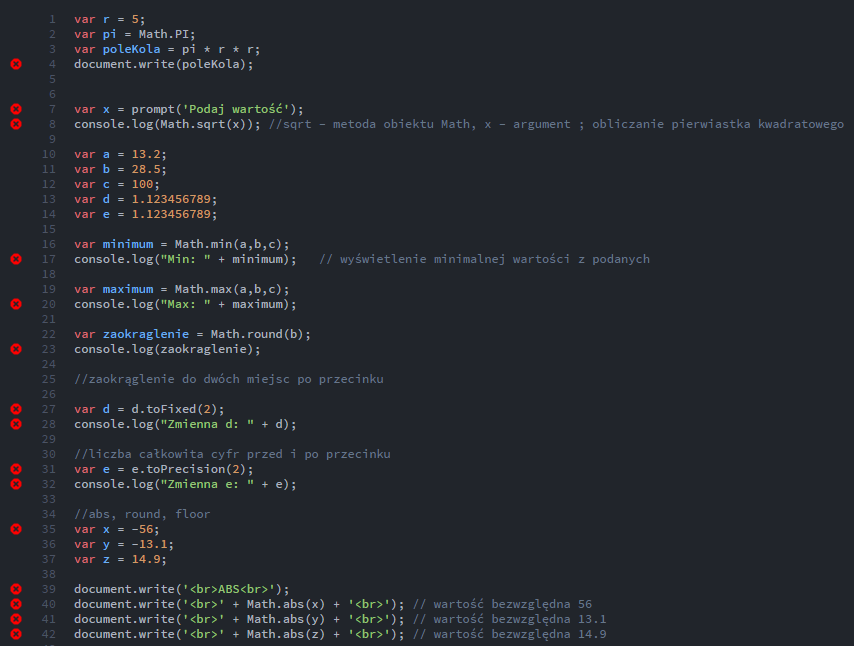 1 var r = 5;
2 var pi = Math.PI;
3 var poleKola = pi * r * r;
4 document.write(poleKola);
5
6
7 var x = prompt('Podaj wartość');
8 console.log(Math.sqrt(x)); //sqrt - metoda obiektu Math, x - argument ; obliczanie pierwiastka kwadratowego
9
10 var a = 13.2;
11 var b = 28.5;
12 var c = 100;
13 var d = 1.123456789;
14 var e = 1.123456789;
15
16 var minimum = Math.min(a,b,c);
17 console.log("Min: " + minimum); // wyświetlenie minimalnej wartości z podanych
18
19 var maximum = Math.max(a,b,c);
20 console.log("Max: " + maximum);
21
22 var zaokraglenie = Math.round(b);
23 console.log(zaokraglenie);
24
25 //zaokrąglenie do dwóch miejsc po przecinku
26
27 var d = d.toFixed(2);
28 console.log("Zmienna d: " + d);
29
30 //liczba całkowita cyfr przed i po przecinku
31 var e = e.toPrecision(2);
32 console.log("Zmienna e: " + e);
33
34 //abs, round, floor
35 var x = -56;
36 var y = -13.1;
37 var z = 14.9;
38
39 document.write('<br>ABS<br>');
40 document.write('<br>' + Math.abs(x) + '<br>'); // wartość bezwzględna 56
41 document.write('<br>' + Math.abs(y) + '<br>'); // wartość bezwzględna 13.1
42 document.write('<br>' + Math.abs(z) + '<br>'); // wartość bezwzględna 14.9